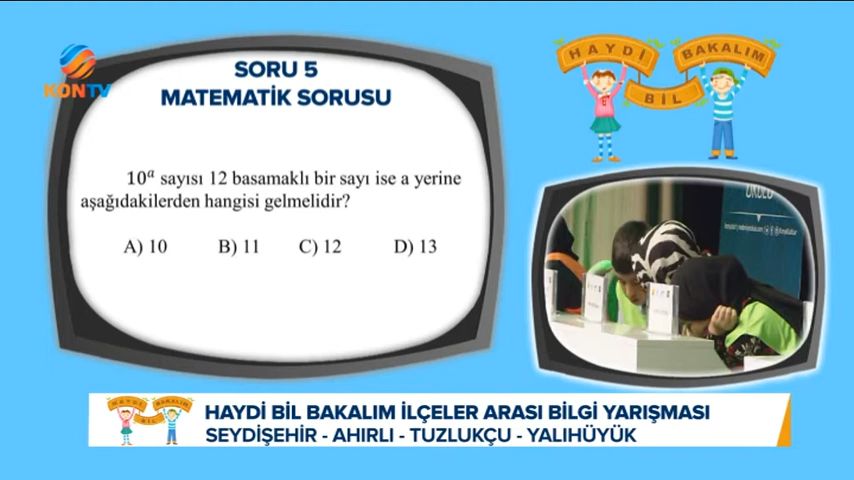 KONTV
SORU 5
MATEMATİK SORUSU
10ᵃ sayısı 12 basamaklı bir sayı ise a yerine
aşağıdakilerden hangisi gelmelidir?
A) 10 B) 11 C) 12 D) 13
HAYDİ
BAKALIM
BİL
HAYDİ BİL BAKALIM İLÇELER ARASI BİLGİ YARIŞMASI
SEYDİŞEHİR - AHIRLI - TUZLUKÇU - YALIHÜYÜK